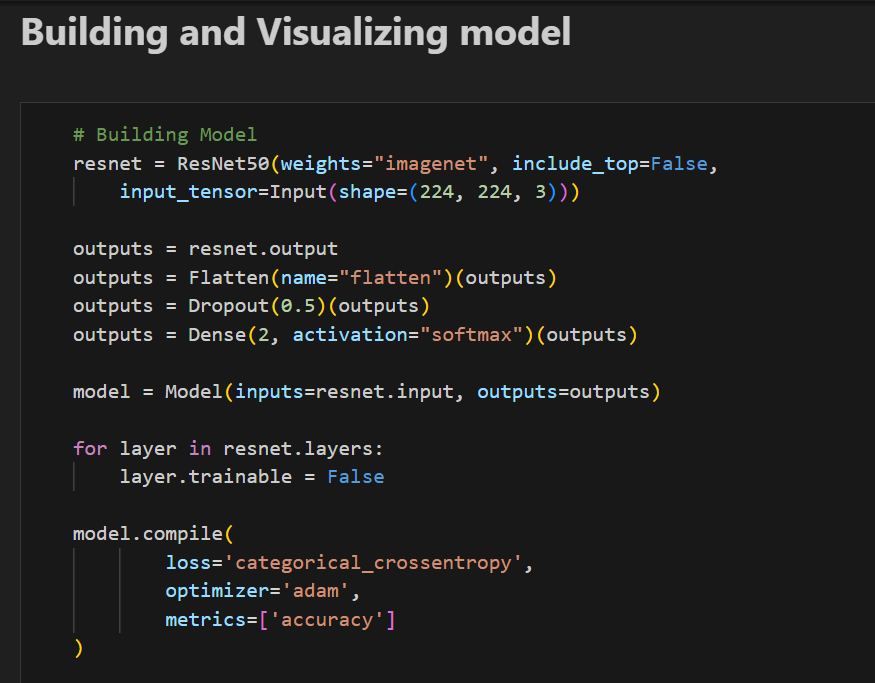 Building and Visualizing model
# Building Model
resnet = ResNet50(weights="imagenet", include_top=False,
    input_tensor=Input(shape=(224, 224, 3)))
outputs = resnet.output
outputs = Flatten(name="flatten")(outputs)
outputs = Dropout(0.5)(outputs)
outputs = Dense(2, activation="softmax")(outputs)
model = Model(inputs=resnet.input, outputs=outputs)
for layer in resnet.layers:
    layer.trainable = False
model.compile(
        loss='categorical_crossentropy',
        optimizer='adam',
        metrics=['accuracy']
)